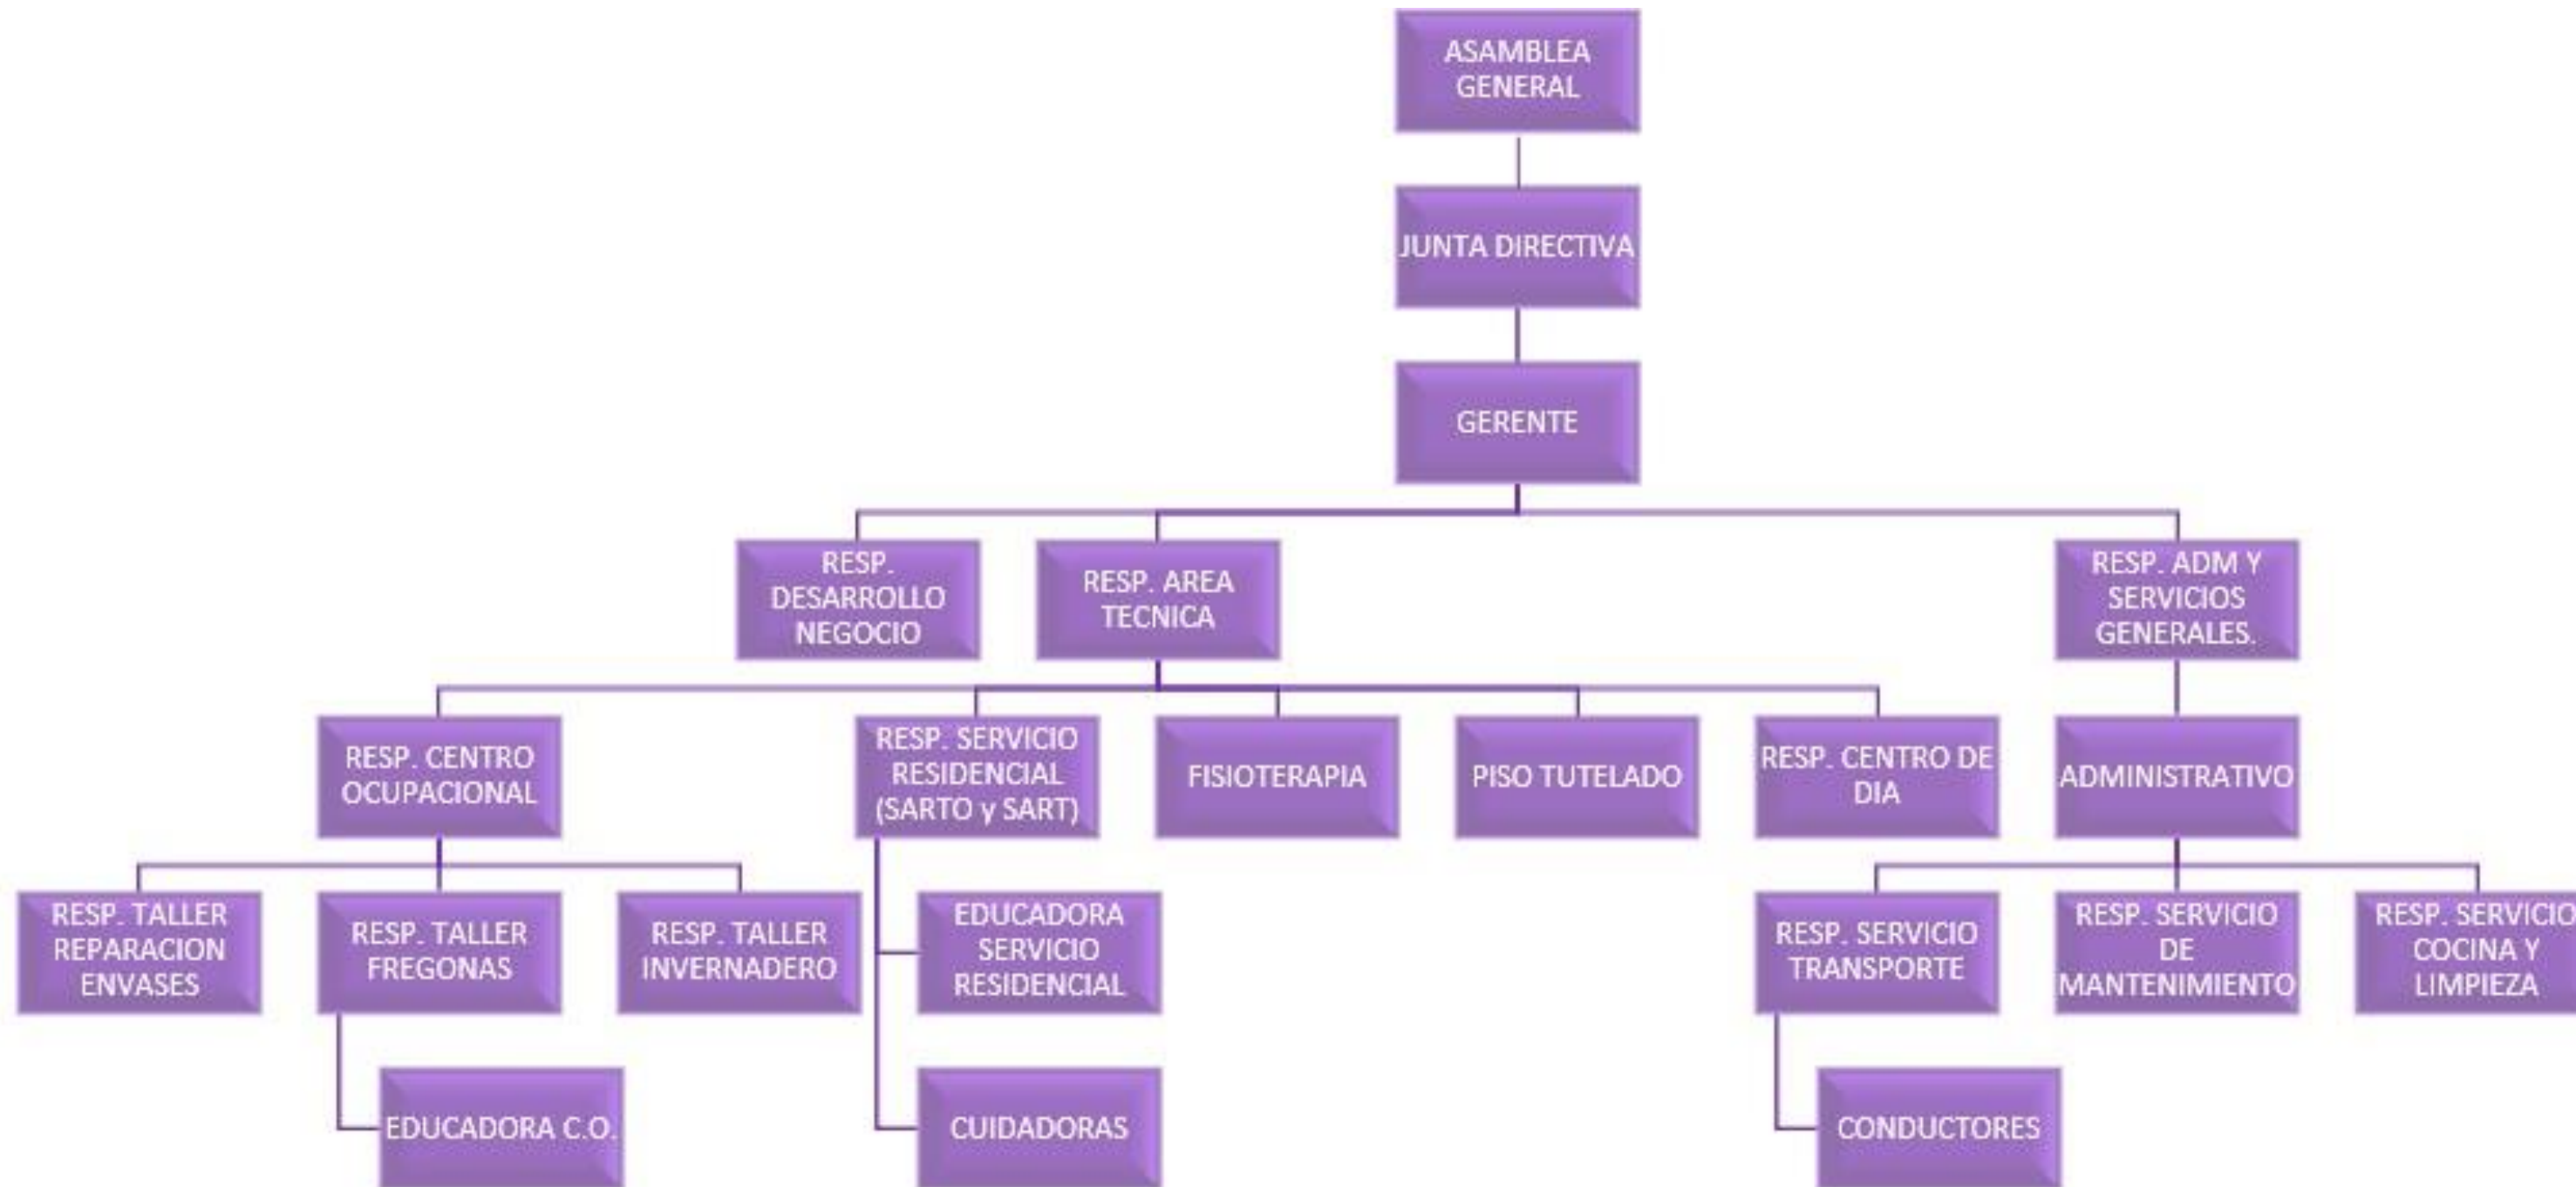 ASAMBLEA
GENERAL
JUNTA DIRECTIVA
GERENTE
RESP.
DESARROLLO
NEGOCIO
RESP. AREA
TECNICA
RESP. ADM Y
SERVICIOS
GENERALES.
RESP. CENTRO
OCUPACIONAL
RESP. SERVICIO
RESIDENCIAL
(SARTO y SART)
FISIOTERAPIA
PISO TUTELADO
RESP. CENTRO DE
DIA
ADMINISTRATIVO
RESP. TALLER
REPARACION
ENVASES
RESP. TALLER
FREGONAS
RESP. TALLER
INVERNADERO
EDUCADORA
SERVICIO
RESIDENCIAL
RESP. SERVICIO
TRANSPORTE
RESP. SERVICIO
DE
MANTENIMIENTO
RESP. SERVICIO
COCINA Y
LIMPIEZA
EDUCADORA C.O.
CUIDADORAS
CONDUCTORES